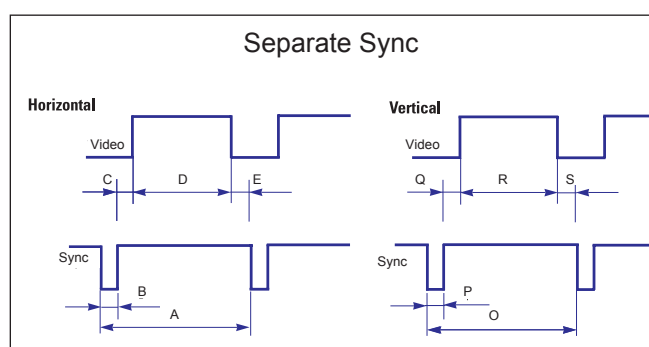 Separate Sync
Horizontal
Video
C
D
E
Sync
B
A
Vertical
Video
Q
R
S
Sync
P
O